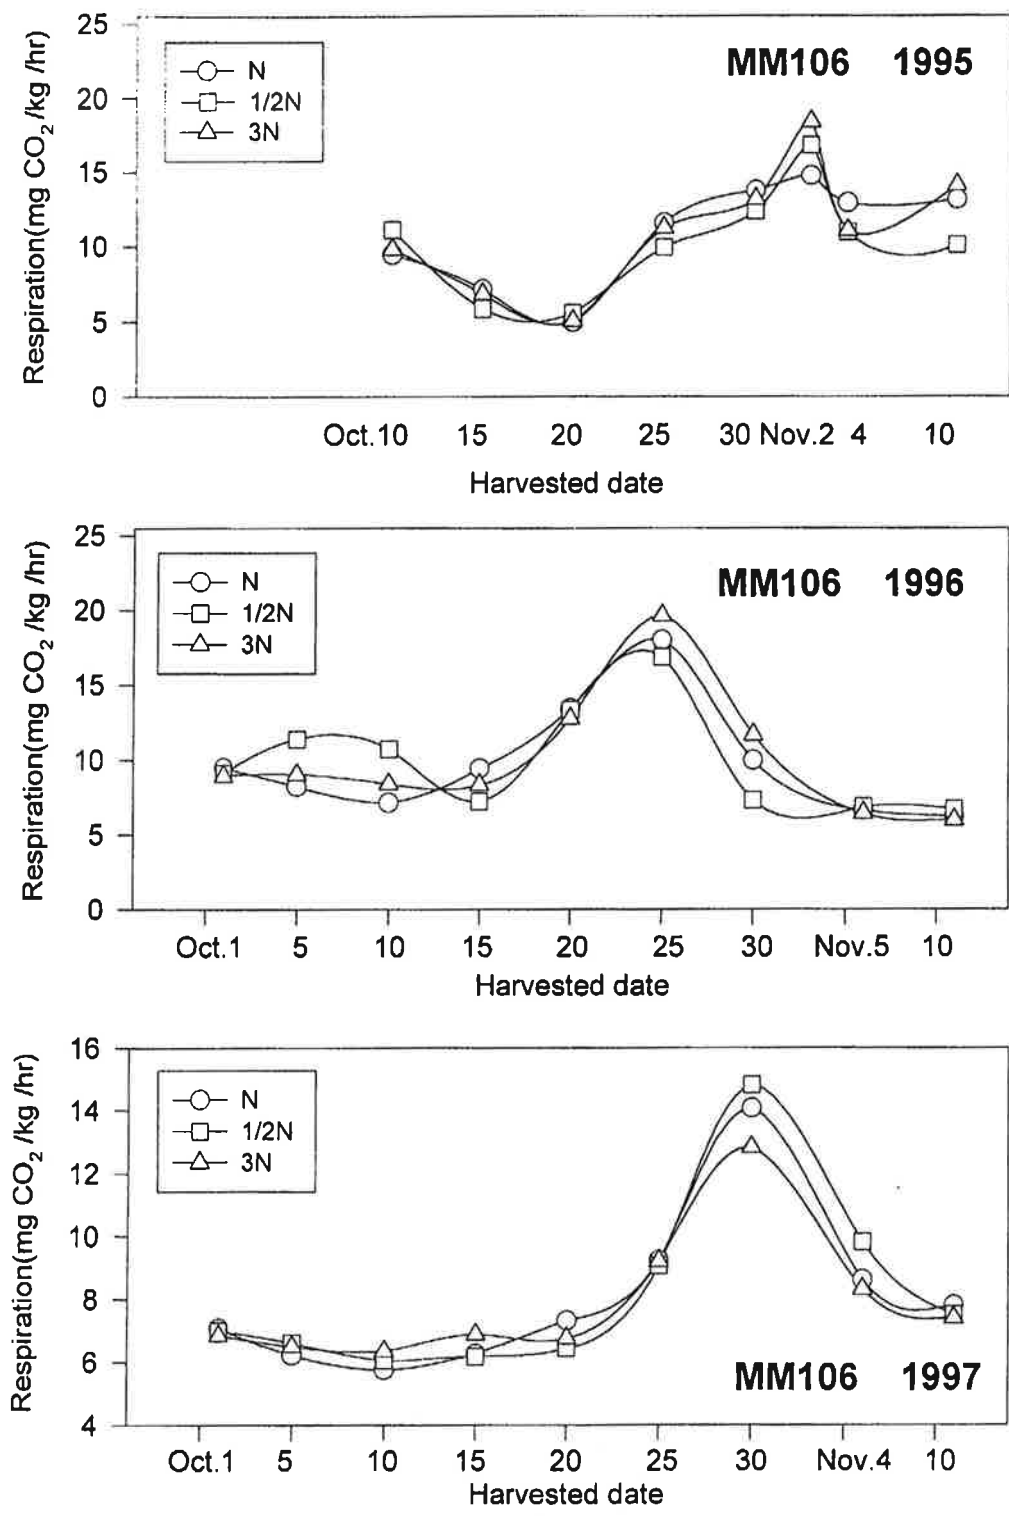 Respiration(mg CO2/kg /hr)
25
20
15
10
5
0
N
1/2N
3N
MM106 1995
Oct.10 15 20 25 30 Nov.2 4 10
Harvested date
Respiration(mg CO2/kg /hr)
25
20
15
10
5
0
N
1/2N
3N
MM106 1996
Oct.1 5 10 15 20 25 30 Nov.5 10
Harvested date
Respiration(mg CO2/kg /hr)
16
14
12
10
8
6
4
N
1/2N
3N
MM106 1997
Oct.1 5 10 15 20 25 30 Nov.4 10
Harvested date